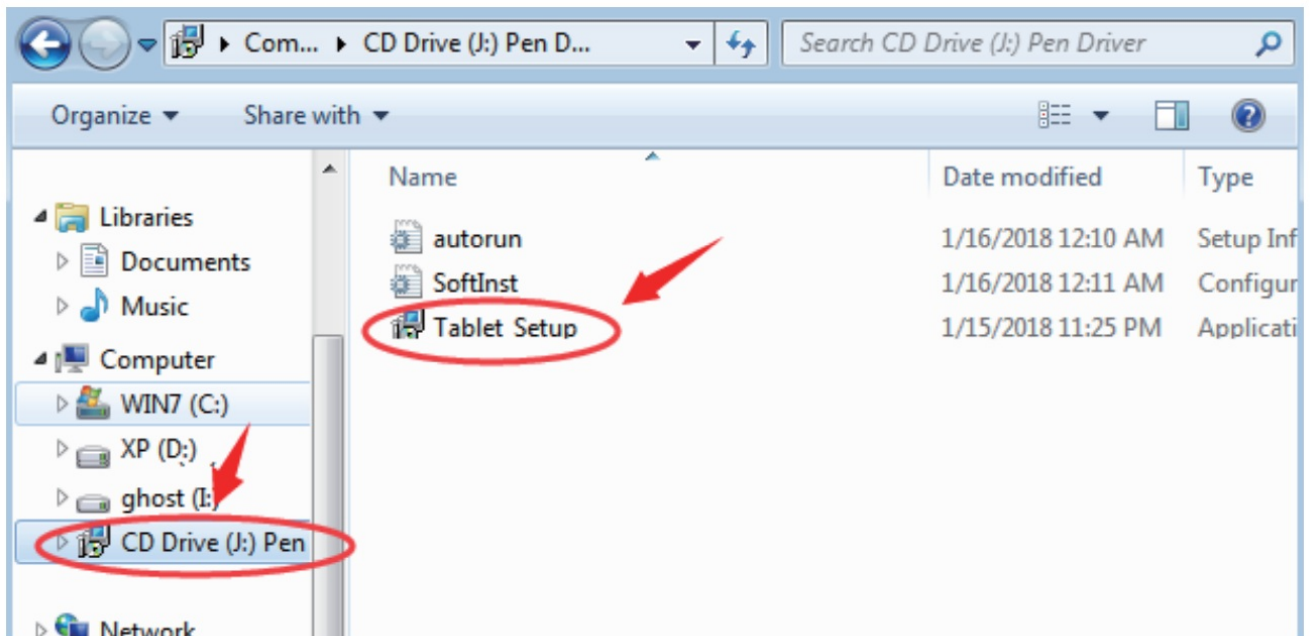 Com... CD Drive (J:) Pen D... Search CD Drive (J:) Pen Driver
Organize Share with
Name Date modified Type
Libraries
Documents
Music
Computer
WIN7 (C:)
XP (D:)
ghost (I:)
CD Drive (J:) Pen
Network
autorun 1/16/2018 12:10 AM Setup Inf
SoftInst 1/16/2018 12:11 AM Configur
Tablet Setup 1/15/2018 11:25 PM Applicati